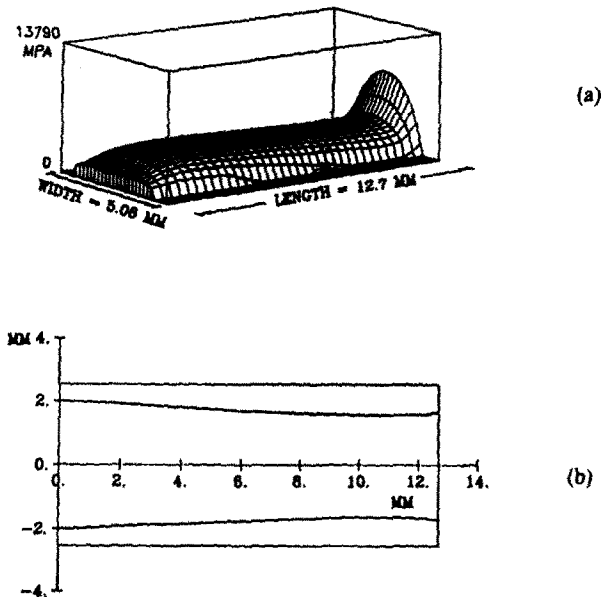 13790
MPA
0
WIDTH = 5.06 MM
LENGTH = 12.7 MM
(a)
MM 4.
2.
0.
0. 2. 4. 6. 8. 10. 12. 14.
MM
-2.
-4.
(b)